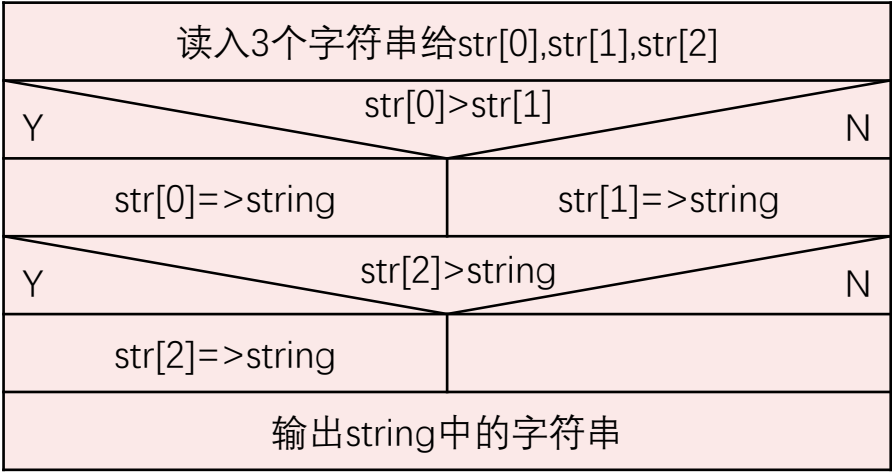 读入3个字符串给str[0],str[1],str[2]
str[0]>str[1]
Y
N
str[0]=>string
str[1]=>string
str[2]>string
Y
N
str[2]=>string
输出string中的字符串